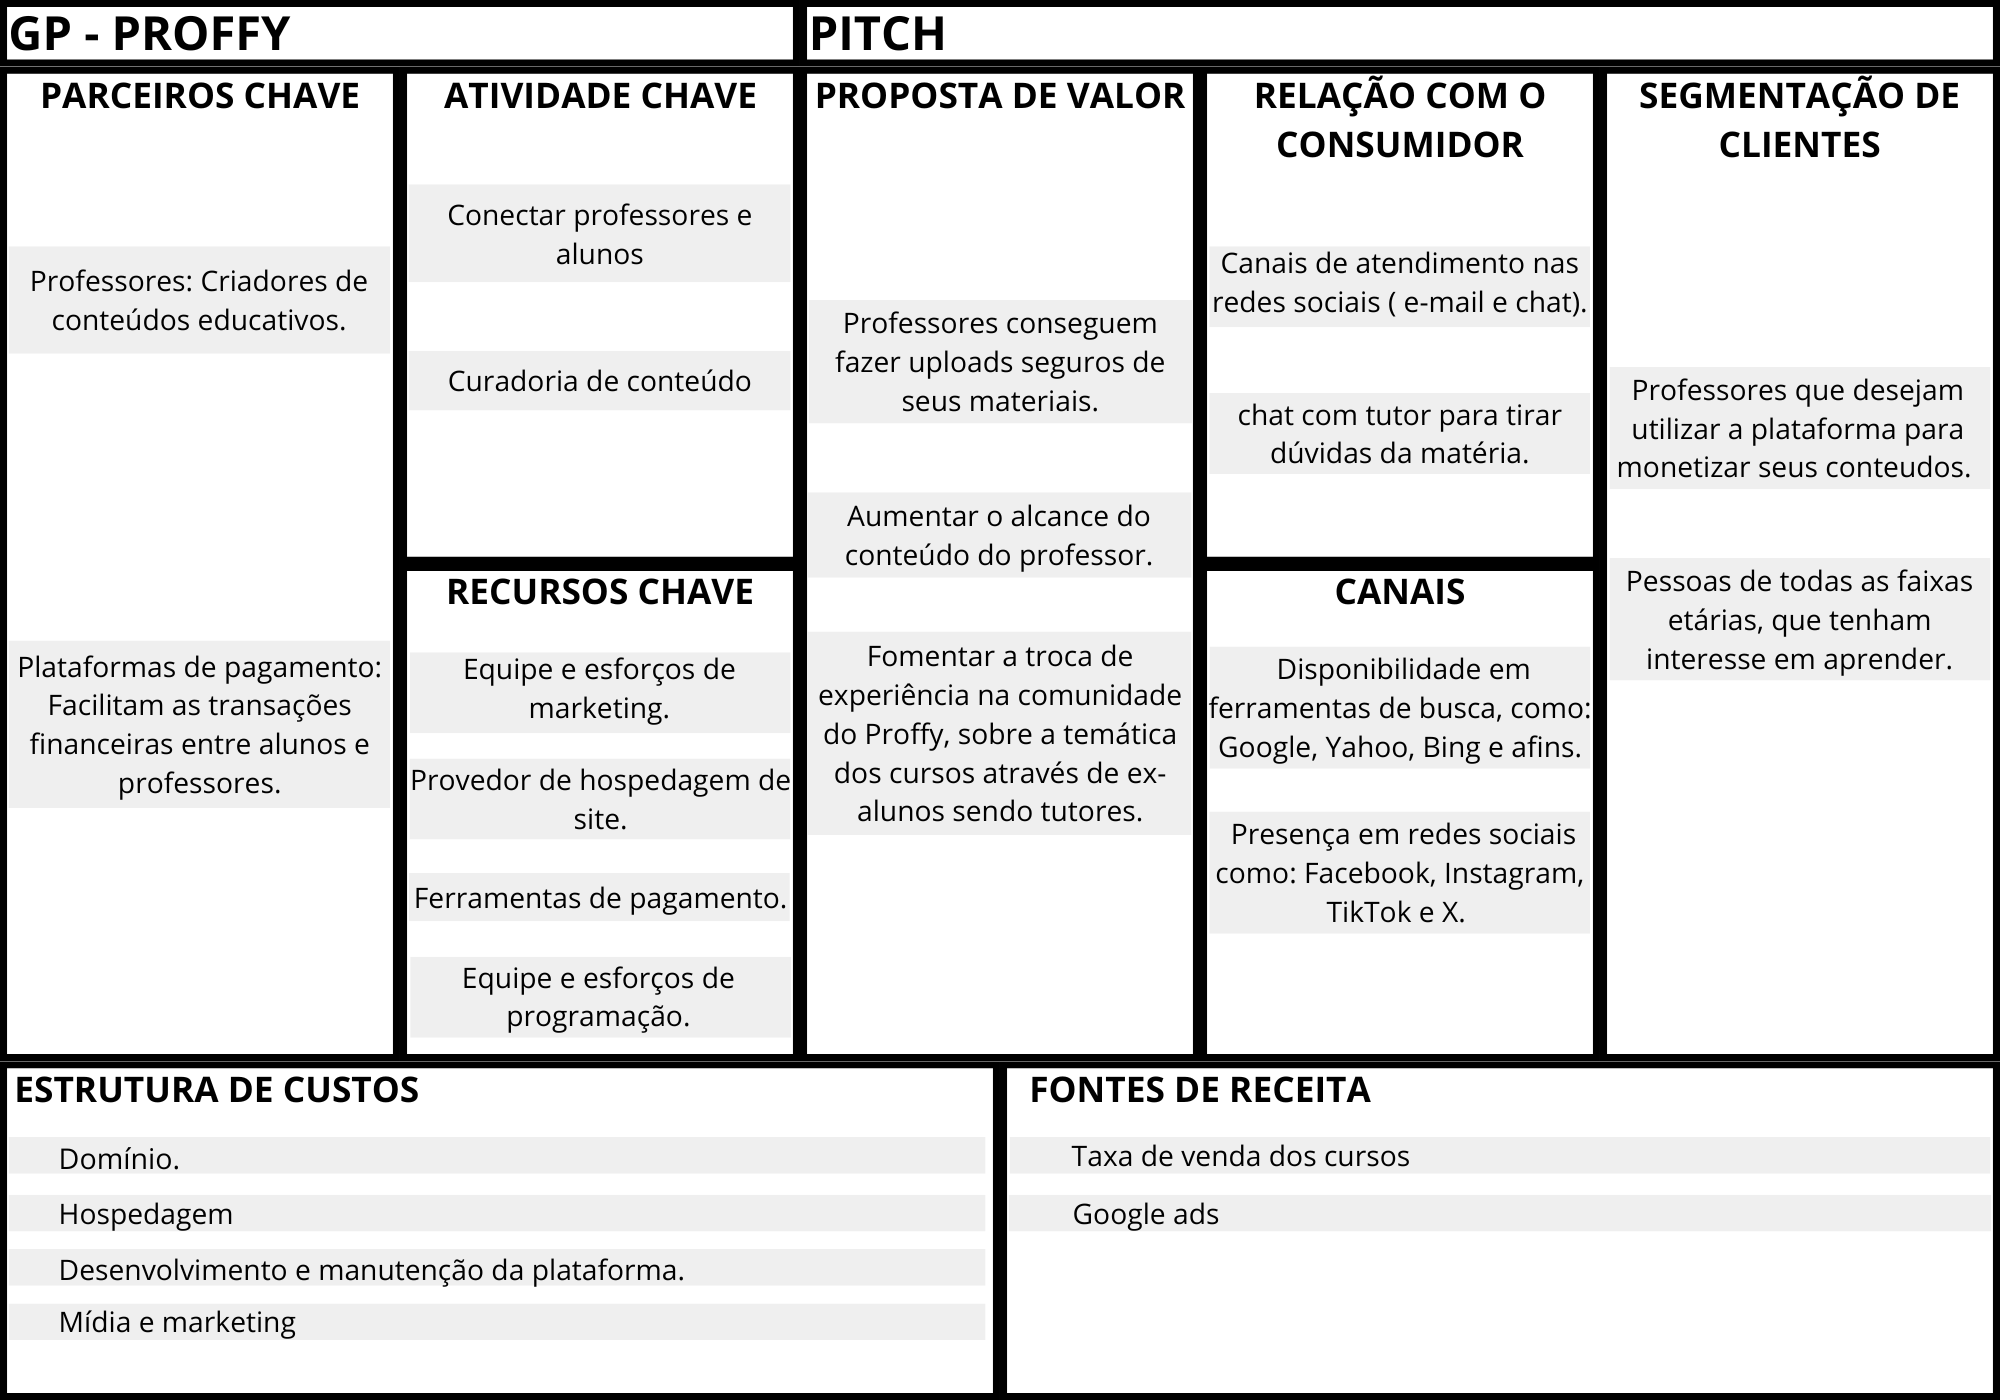 GP - PROFFY
PITCH
PARCEIROS CHAVE
Professores: Criadores de
conteúdos educativos.
Plataformas de pagamento:
Facilitam as transações
financeiras entre alunos e
professores.
ATIVIDADE CHAVE
Conectar professores e
alunos
Curadoria de conteúdo
RECURSOS CHAVE
Equipe e esforços de
marketing.
Provedor de hospedagem de
site.
Ferramentas de pagamento.
Equipe e esforços de
programação.
PROPOSTA DE VALOR
Professores conseguem
fazer uploads seguros de
seus materiais.
Aumentar o alcance do
conteúdo do professor.
Fomentar a troca de
experiência na comunidade
do Proffy, sobre a temática
dos cursos através de ex-
alunos sendo tutores.
RELAÇÃO COM O
CONSUMIDOR
Canais de atendimento nas
redes sociais ( e-mail e chat).
chat com tutor para tirar
dúvidas da matéria.
CANAIS
Disponibilidade em
ferramentas de busca, como:
Google, Yahoo, Bing e afins.
Presença em redes sociais
como: Facebook, Instagram,
TikTok e X.
SEGMENTAÇÃO DE
CLIENTES
Professores que desejam
utilizar a plataforma para
monetizar seus conteudos.
Pessoas de todas as faixas
etárias, que tenham
interesse em aprender.
ESTRUTURA DE CUSTOS
Domínio.
Hospedagem
Desenvolvimento e manutenção da plataforma.
Mídia e marketing
FONTES DE RECEITA
Taxa de venda dos cursos
Google ads